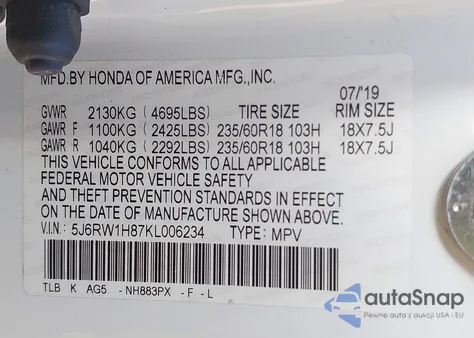 MFD.BY HONDA OF AMERICA MFG.,INC.
07/'19
GVWR 2130KG (4695LBS) TIRE SIZE RIM SIZE
GAWR F 1100KG (2425LBS) 235/60R18 103H 18X7.5J
GAWR R 1040KG (2292LBS) 235/60R18 103H 18X7.5J
THIS VEHICLE CONFORMS TO ALL APPLICABLE
FEDERAL MOTOR VEHICLE SAFETY
AND THEFT PREVENTION STANDARDS IN EFFECT
ON THE DATE OF MANUFACTURE SHOWN ABOVE.
V.I.N: 5J6RW1H87KL006234 TYPE: MPV
TLB K AG5 -NH883PX -F -L
autoSnap
Pewne auta z aukcji USA i EU